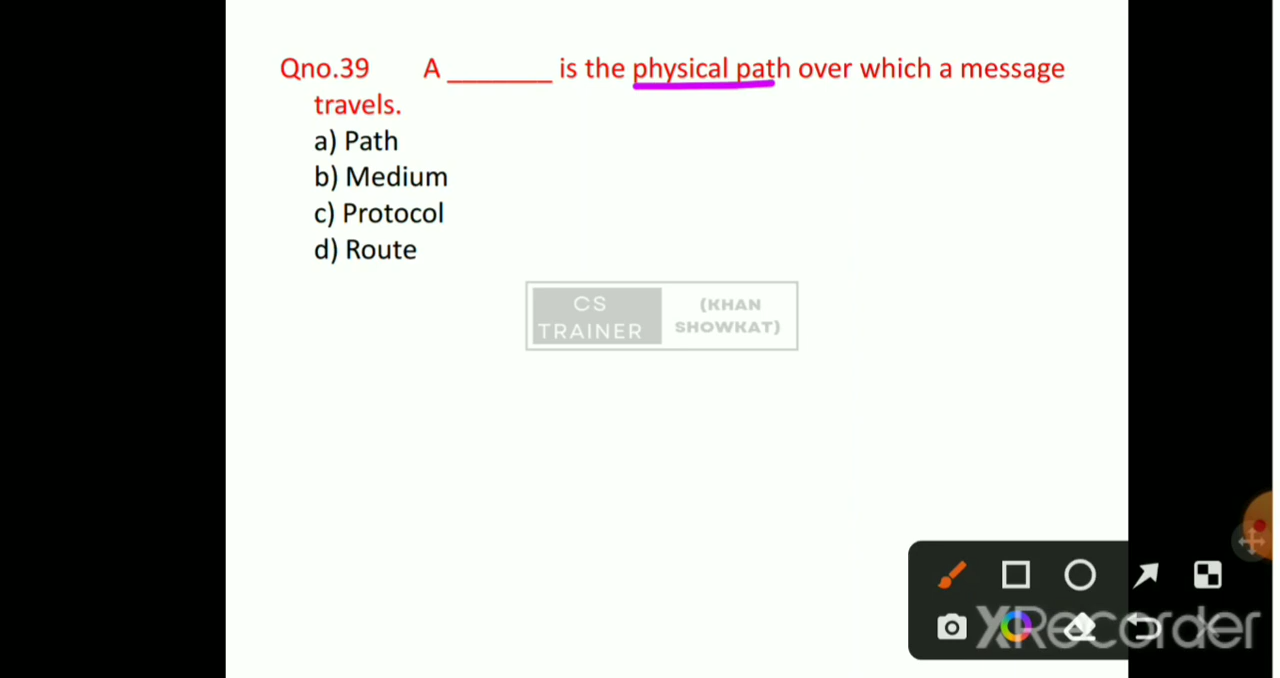 Qno.39 A _______ is the physical path over which a message
travels.
a) Path
b) Medium
c) Protocol
d) Route
CS
TRAINER
(KHAN
SHOWKAT)
XRecorder